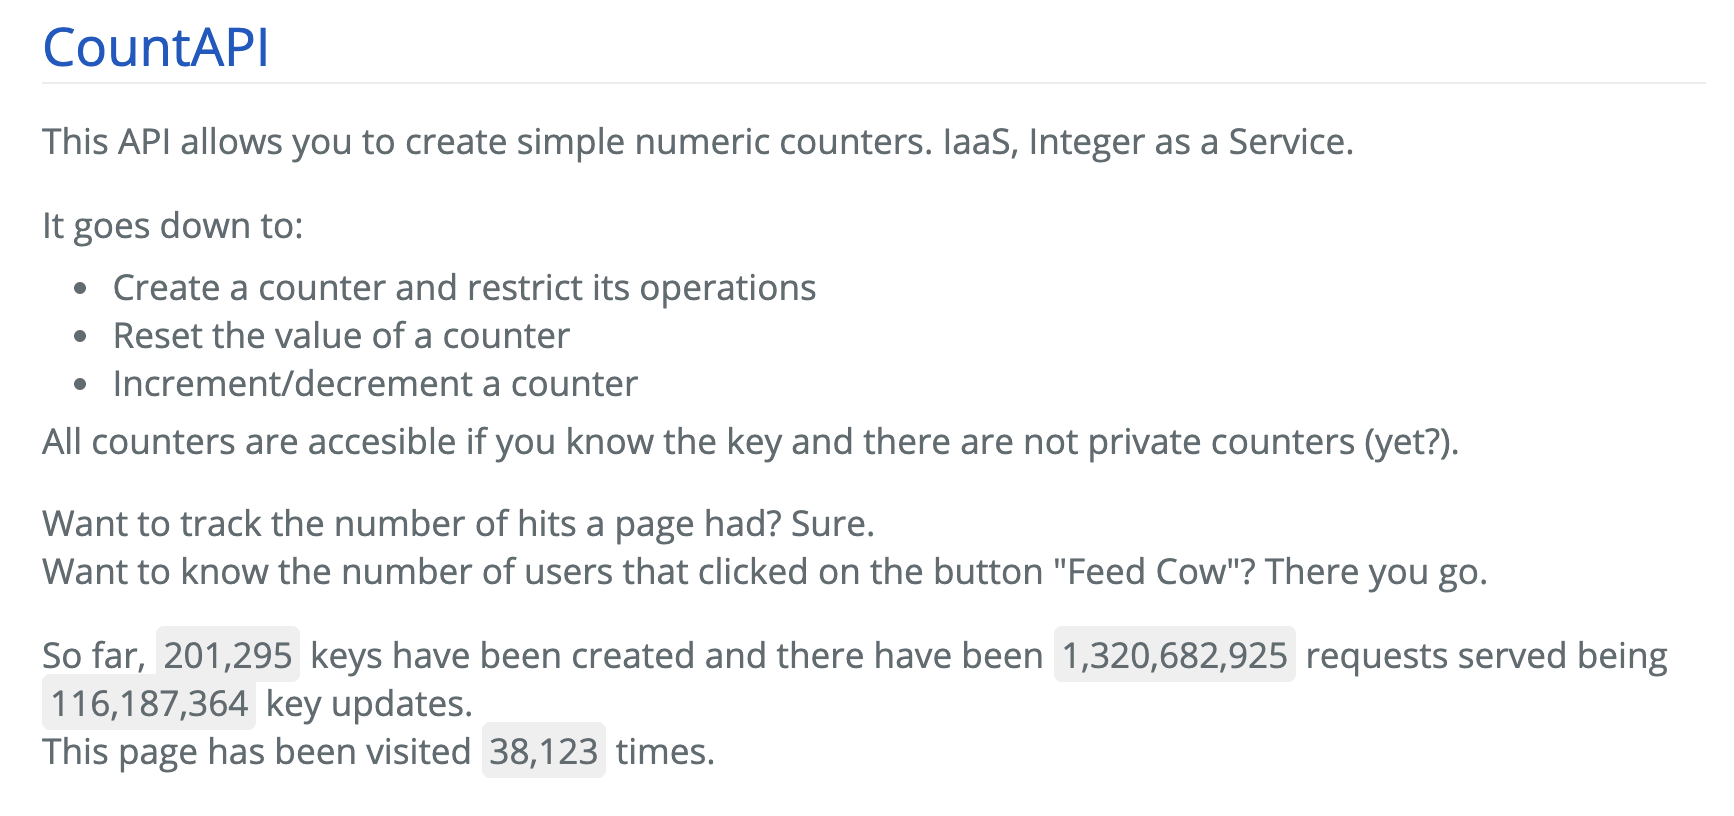 CountAPI
This API allows you to create simple numeric counters. IaaS, Integer as a Service.
It goes down to:
• Create a counter and restrict its operations
• Reset the value of a counter
• Increment/decrement a counter
All counters are accesible if you know the key and there are not private counters (yet?).
Want to track the number of hits a page had? Sure.
Want to know the number of users that clicked on the button "Feed Cow"? There you go.
So far, 201,295 keys have been created and there have been 1,320,682,925 requests served being
116,187,364 key updates.
This page has been visited 38,123 times.